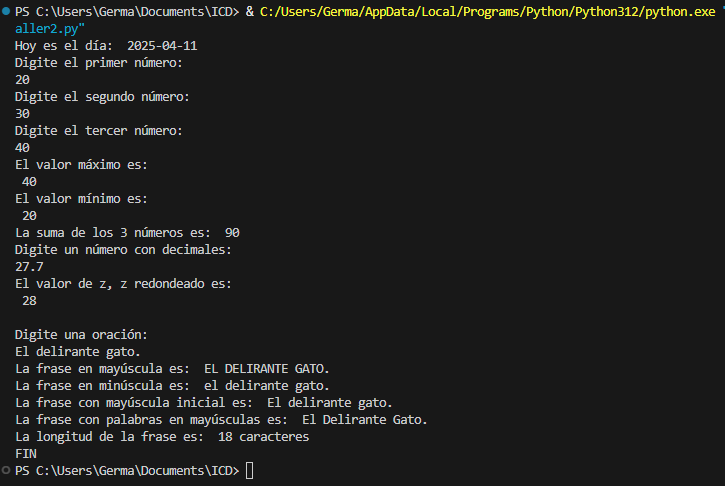 PS C:\Users\Germa\Documents\ICD> & C:/Users/Germa/AppData/Local/Programs/Python/Python312/python.exe "
aller2.py"
Hoy es el día:  2025-04-11
Digite el primer número:
20
Digite el segundo número:
30
Digite el tercer número:
40
El valor máximo es:
 40
El valor mínimo es:
 20
La suma de los 3 números es:  90
Digite un número con decimales:
27.7
El valor de z, z redondeado es:
 28

Digite una oración:
El delirante gato.
La frase en mayúscula es:  EL DELIRANTE GATO.
La frase en minúscula es:  el delirante gato.
La frase con mayúscula inicial es:  El delirante gato.
La frase con palabras en mayúsculas es:  El Delirante Gato.
La longitud de la frase es:  18 caracteres
FIN
PS C:\Users\Germa\Documents\ICD>